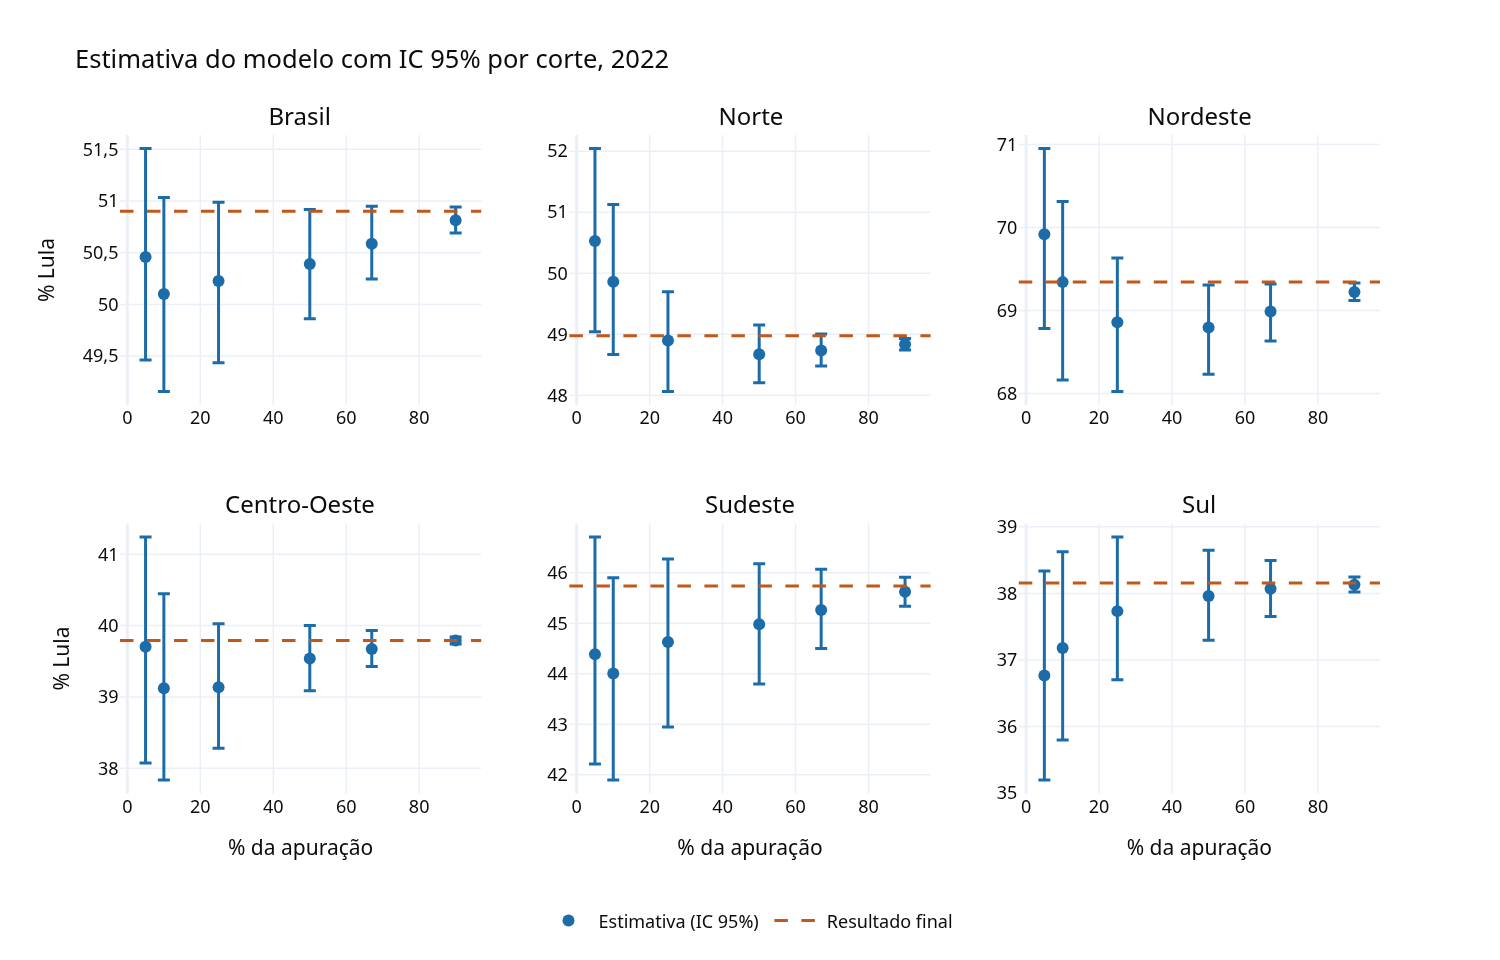 Estimativa do modelo com IC 95% por corte, 2022
Brasil
Norte
Nordeste
% Lula
51,5
51
50,5
50
49,5
0 20 40 60 80
52
51
50
49
48
0 20 40 60 80
71
70
69
68
0 20 40 60 80
Centro-Oeste
Sudeste
Sul
% Lula
41
40
39
38
0 20 40 60 80
% da apuração
46
45
44
43
42
0 20 40 60 80
% da apuração
39
38
37
36
35
0 20 40 60 80
% da apuração
Estimativa (IC 95%) Resultado final